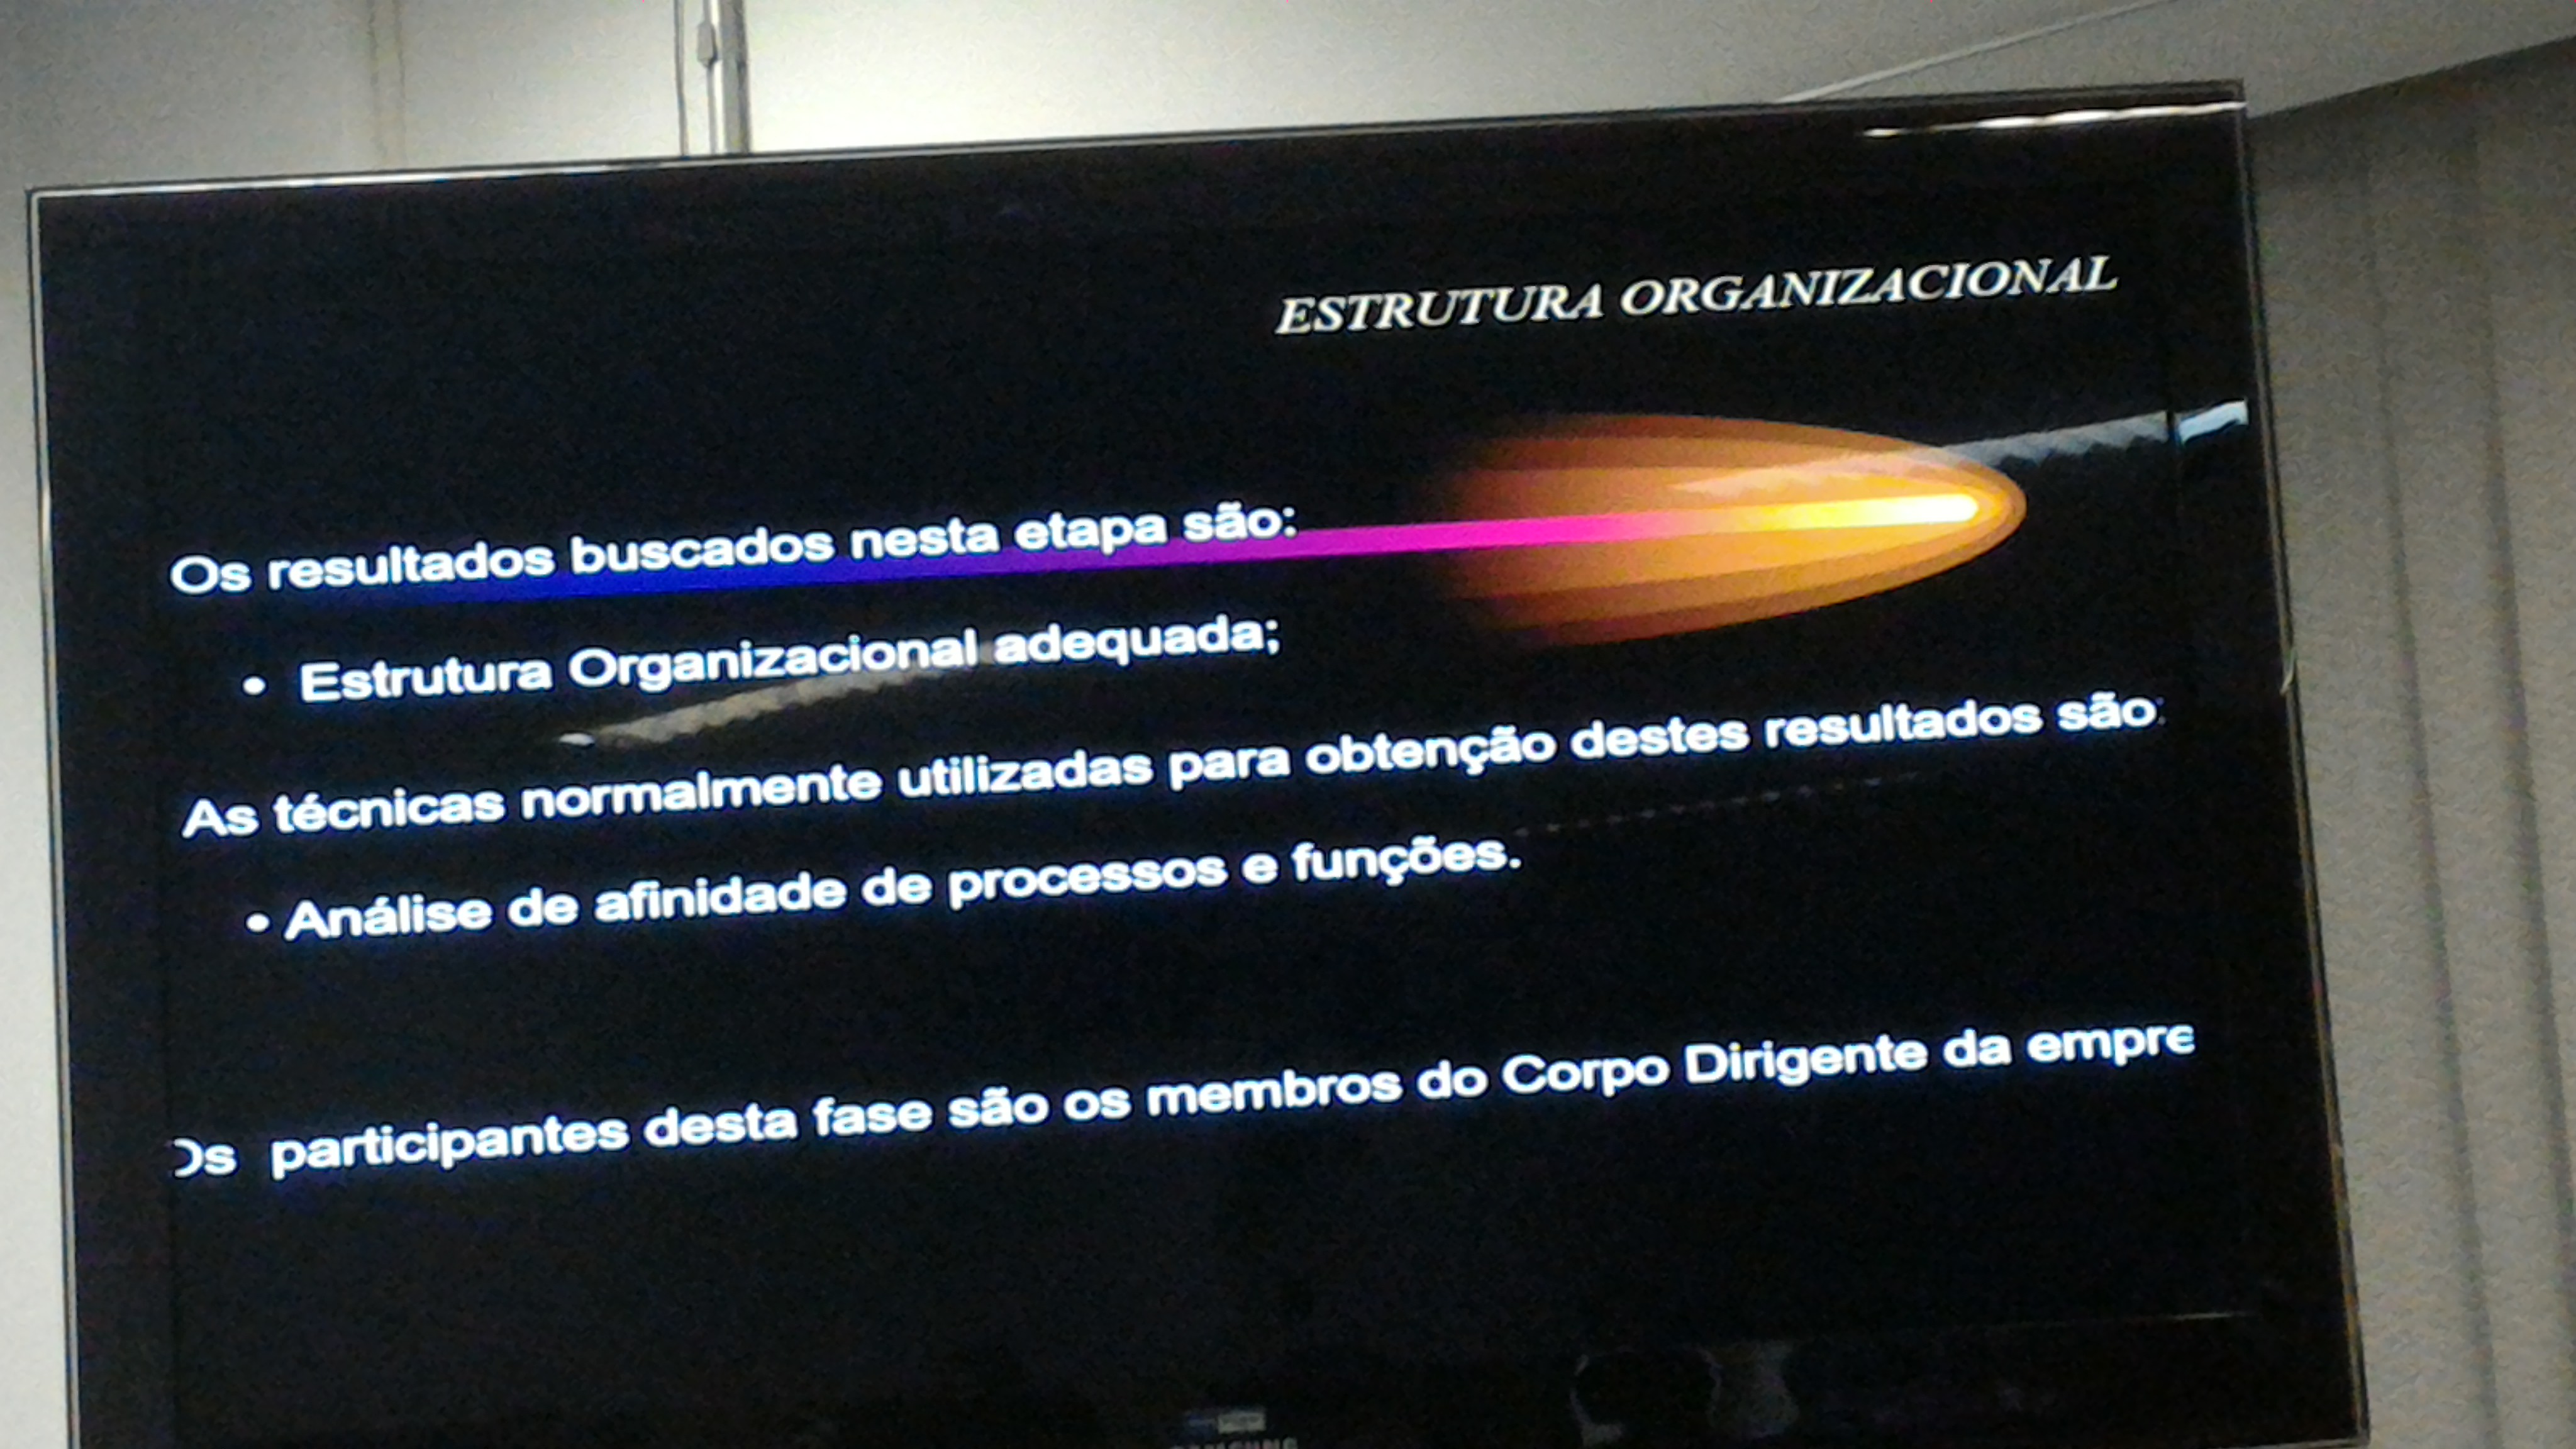 ESTRUTURA ORGANIZACIONAL
Os resultados buscados nesta etapa são:
• Estrutura Organizacional adequada;
As técnicas normalmente utilizadas para obtenção destes resultados são:
• Análise de afinidade de processos e funções.
Os participantes desta fase são os membros do Corpo Dirigente da empre